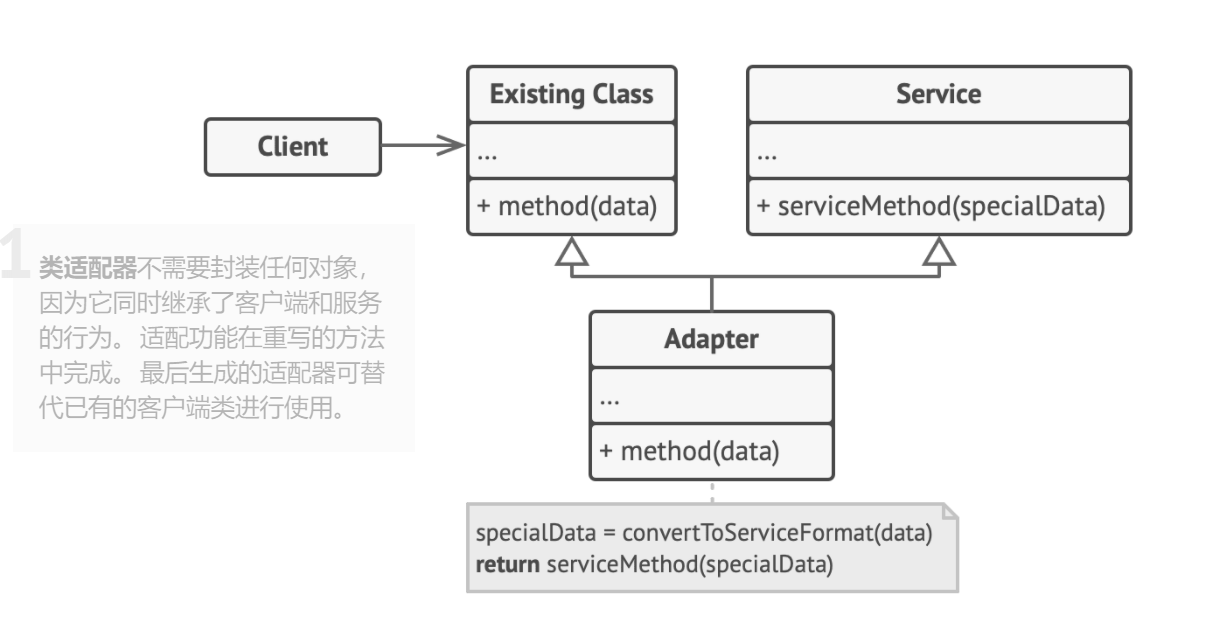 Existing Class
...
+ method(data)
Service
...
+ serviceMethod(specialData)
Client
1
类适配器不需要封装任何对象，
因为它同时继承了客户端和服务
的行为。 适配功能在重写的方法
中完成。 最后生成的适配器可替
代已有的客户端类进行使用。
Adapter
...
+ method(data)
specialData = convertToServiceFormat(data)
return serviceMethod(specialData)